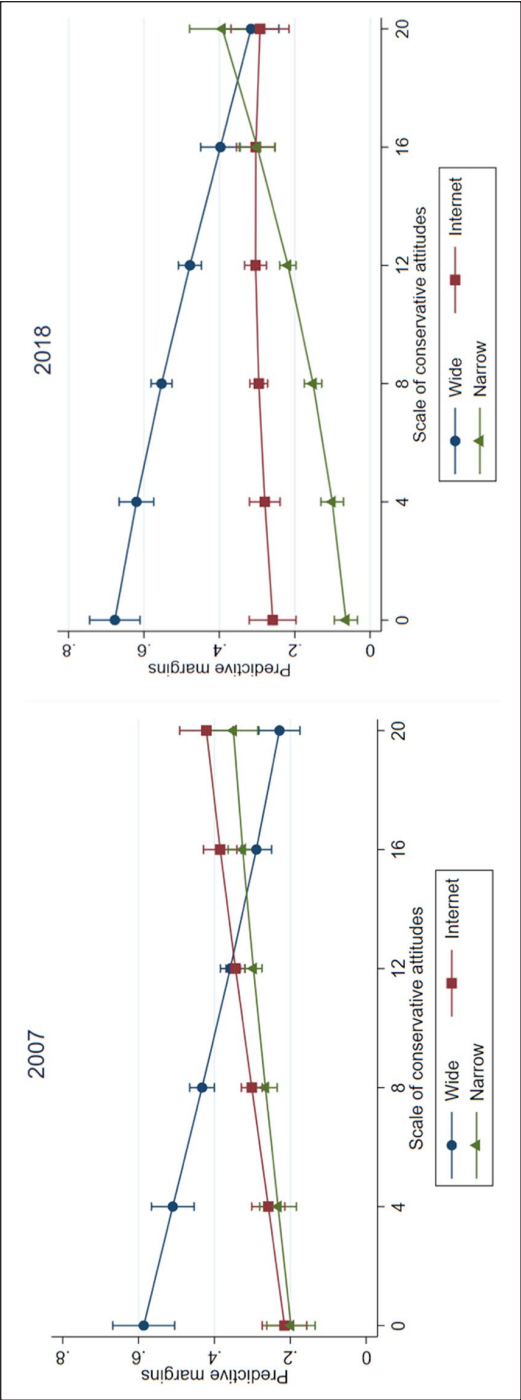 2007
Predictive margins
.8
.6
.4
.2
0
0 4 8 12 16 20
Scale of conservative attitudes
Wide Internet
Narrow
2018
Predictive margins
.8
.6
.4
.2
0
0 4 8 12 16 20
Scale of conservative attitudes
Wide Internet
Narrow